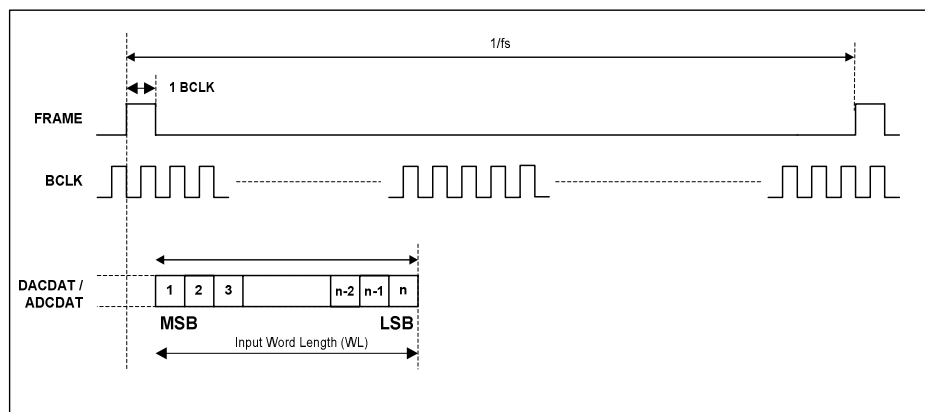 1/fs
1 BCLK
FRAME
BCLK
DACDAT /
ADCDAT
1 2 3 n-2 n-1 n
MSB LSB
Input Word Length (WL)